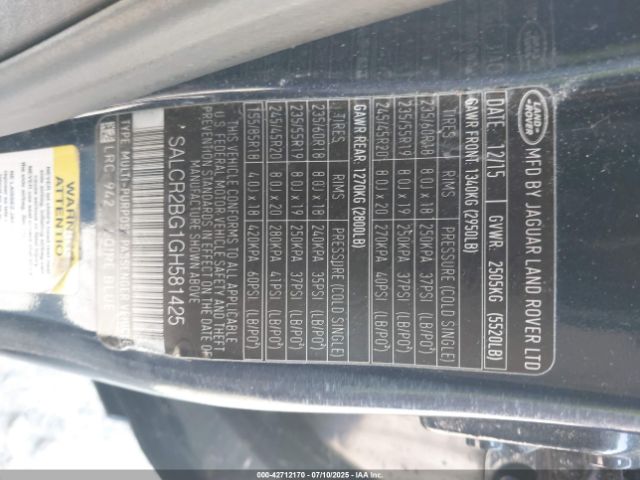 LAND-
ROVER
MFD BY JAGUAR LAND ROVER LTD
DATE: 12/15 GVWR 2505KG (5520LB)
GAWR FRONT 1340KG (2950LB)
TIRES RIMS PRESSURE (COLD SINGLE)
235/60R18 8.0J x 18 250KPA 37PSI (LB/PO²)
235/55R19 8.0J x 19 250KPA 37PSI (LB/PO²)
245/45R20 8.0J x 20 270KPA 40PSI (LB/PO²)
GAWR REAR. 1270KG (2800LB)
TIRES RIMS PRESSURE (COLD SINGLE)
235/60R18 8.0J x 18 240KPA 35PSI (LB/PO²)
235/55R19 8.0J x 19 250KPA 37PSI (LB/PO²)
245/45R20 8.0J x 20 280KPA 41PSI (LB/PO²)
155/85R18 4.0J x 18 420KPA 60PSI (LB/PO²)
THIS VEHICLE CONFORMS TO ALL APPLICABLE
U.S. FEDERAL MOTOR VEHICLE SAFETY AND THEFT
PREVENTION STANDARDS IN EFFECT ON THE DATE OF
MANUFACTURE SHOWN ABOVE
SALCR2BG1GH581425
TYPE: MULTI-PURPOSE PASSENGER
LRC 942 BLUE
WARNING
ATTENTION
000-42712170 - 07/10/2025 - IAAI.com